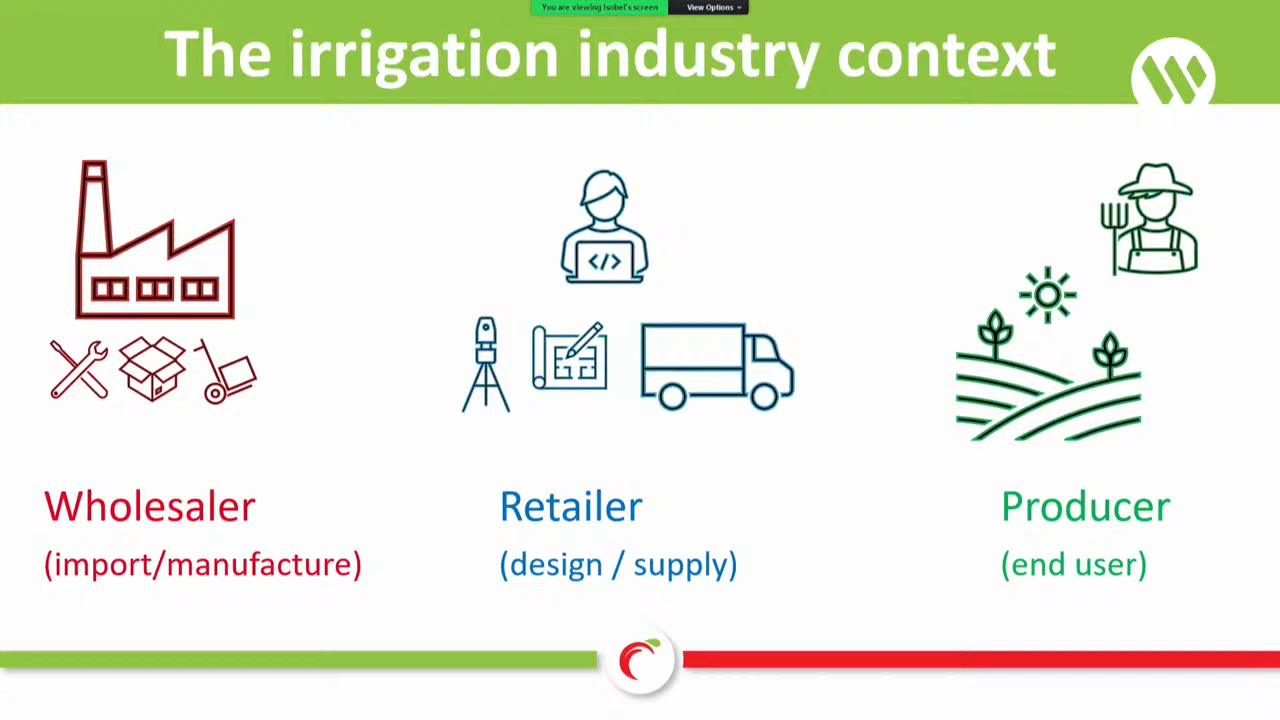 You are viewing Isobel's screen View Options
The irrigation industry context
</>
Wholesaler
(import/manufacture)
Retailer
(design / supply)
Producer
(end user)